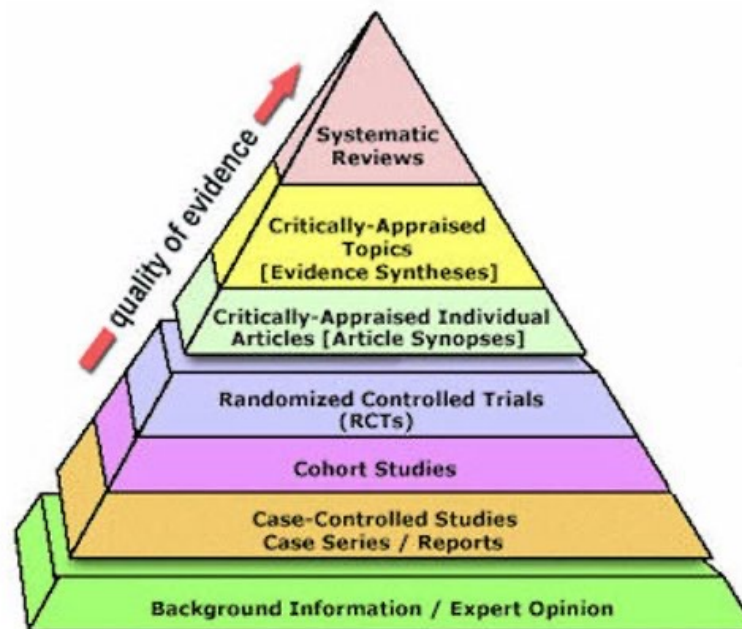 quality of evidence
Systematic
Reviews
Critically-Appraised
Topics
[Evidence Syntheses]
Critically-Appraised Individual
Articles [Article Synopses]
Randomized Controlled Trials
(RCTs)
Cohort Studies
Case-Controlled Studies
Case Series / Reports
Background Information / Expert Opinion